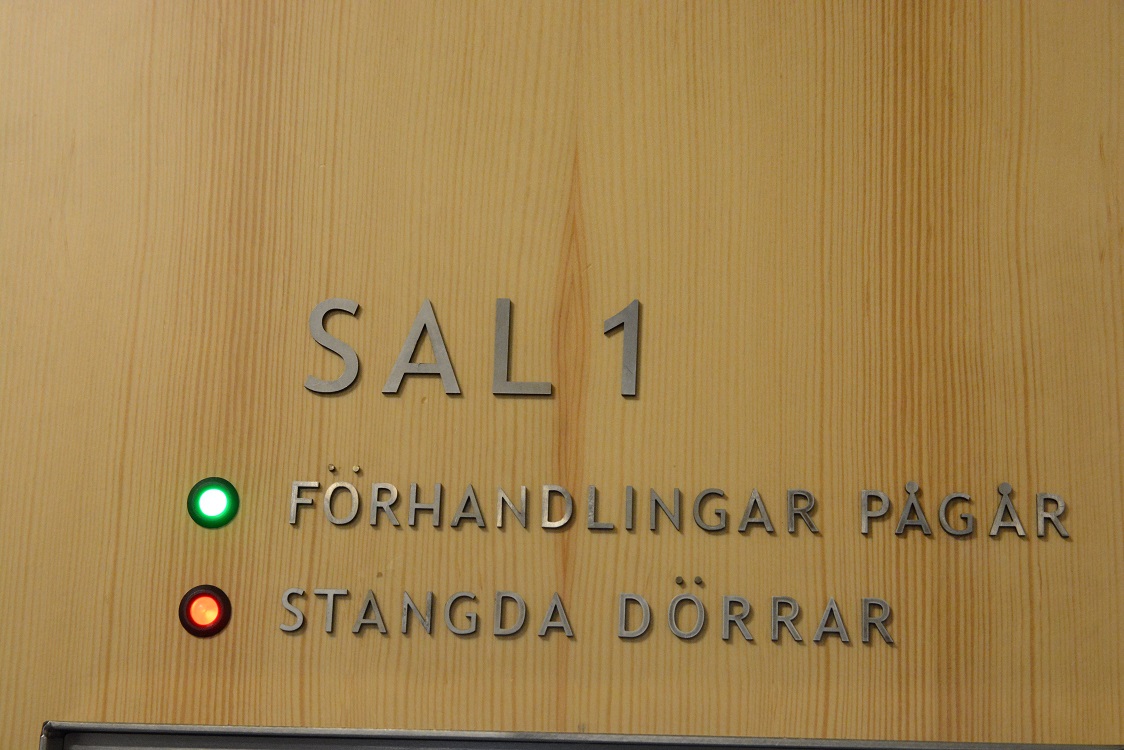 SAL 1
FÖRHANDLINGAR PÅGÅR
STANGDA DÖRRAR